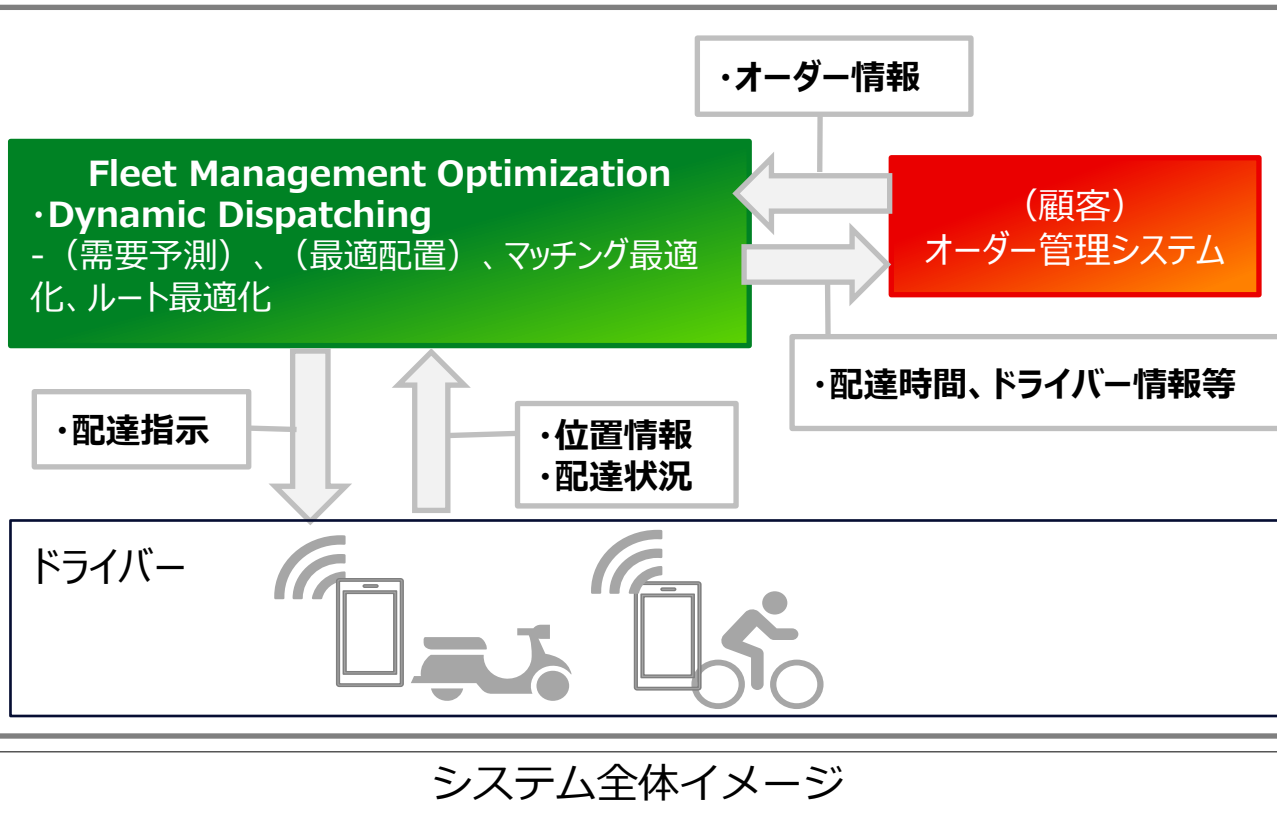 ・オーダー情報
Fleet Management Optimization
・Dynamic Dispatching
-（需要予測）、（最適配置）、マッチング最適
化、ルート最適化
（顧客）
オーダー管理システム
・配達時間、ドライバー情報等
・配達指示
・位置情報
・配達状況
ドライバー
システム全体イメージ